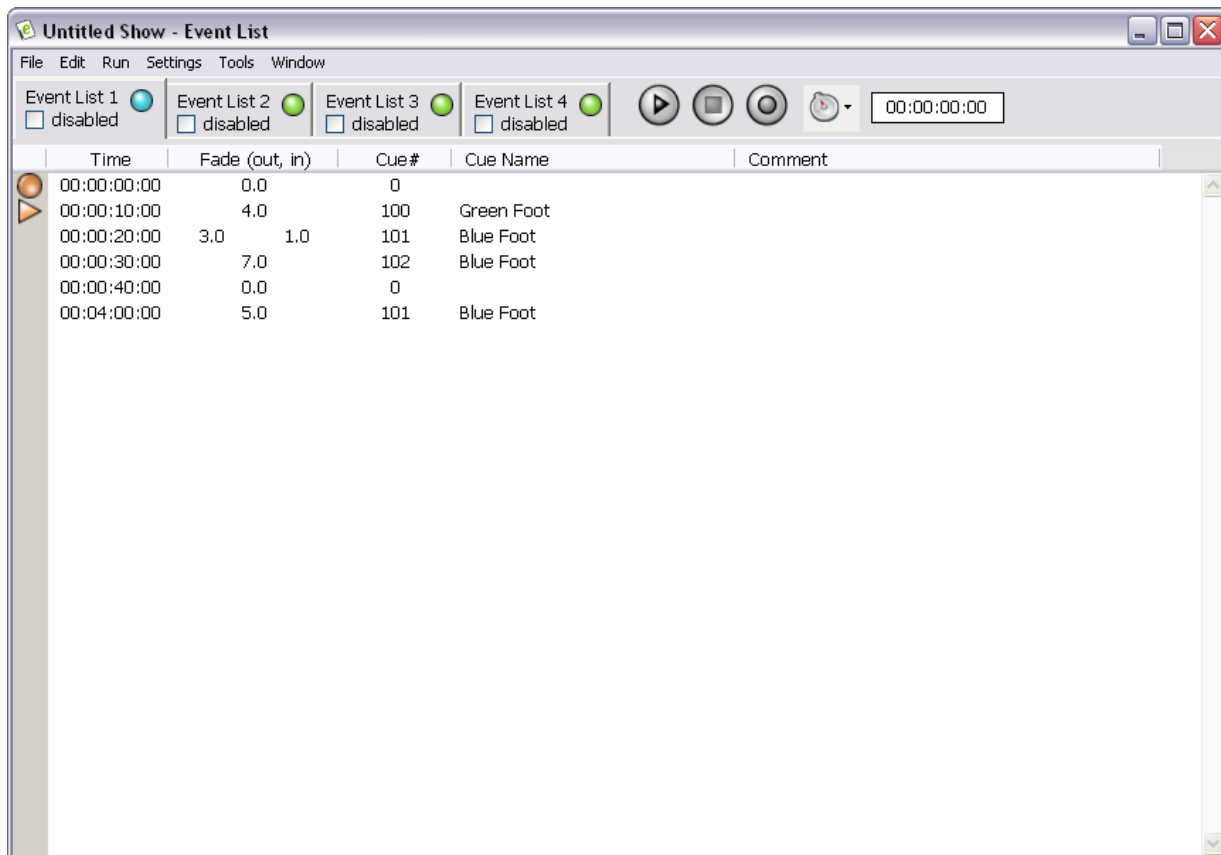 Untitled Show - Event List
File Edit Run Settings Tools Window
Event List 1 Event List 2 Event List 3 Event List 4
disabled disabled disabled disabled
00:00:00:00
Time Fade (out, in) Cue# Cue Name Comment
00:00:00:00 0.0 0
00:00:10:00 4.0 100 Green Foot
00:00:20:00 3.0 1.0 101 Blue Foot
00:00:30:00 7.0 102 Blue Foot
00:00:40:00 0.0 0
00:04:00:00 5.0 101 Blue Foot